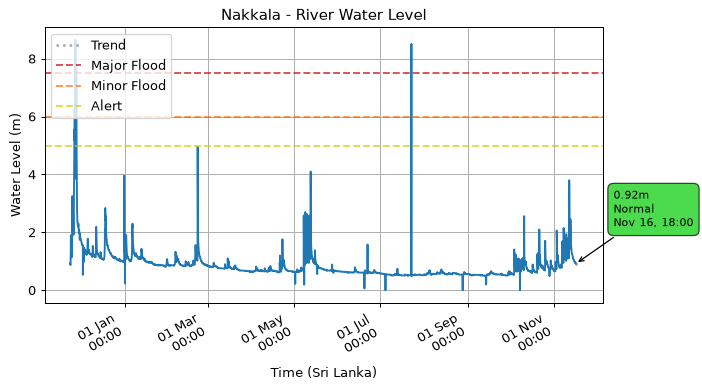 Nakkala - River Water Level
Water Level (m)
8
6
4
2
0
Trend
Major Flood
Minor Flood
Alert
0.92m
Normal
Nov 16, 18:00
01 Jan
00:00
01 Mar
00:00
01 May
00:00
01 Jul
00:00
01 Sep
00:00
01 Nov
00:00
Time (Sri Lanka)